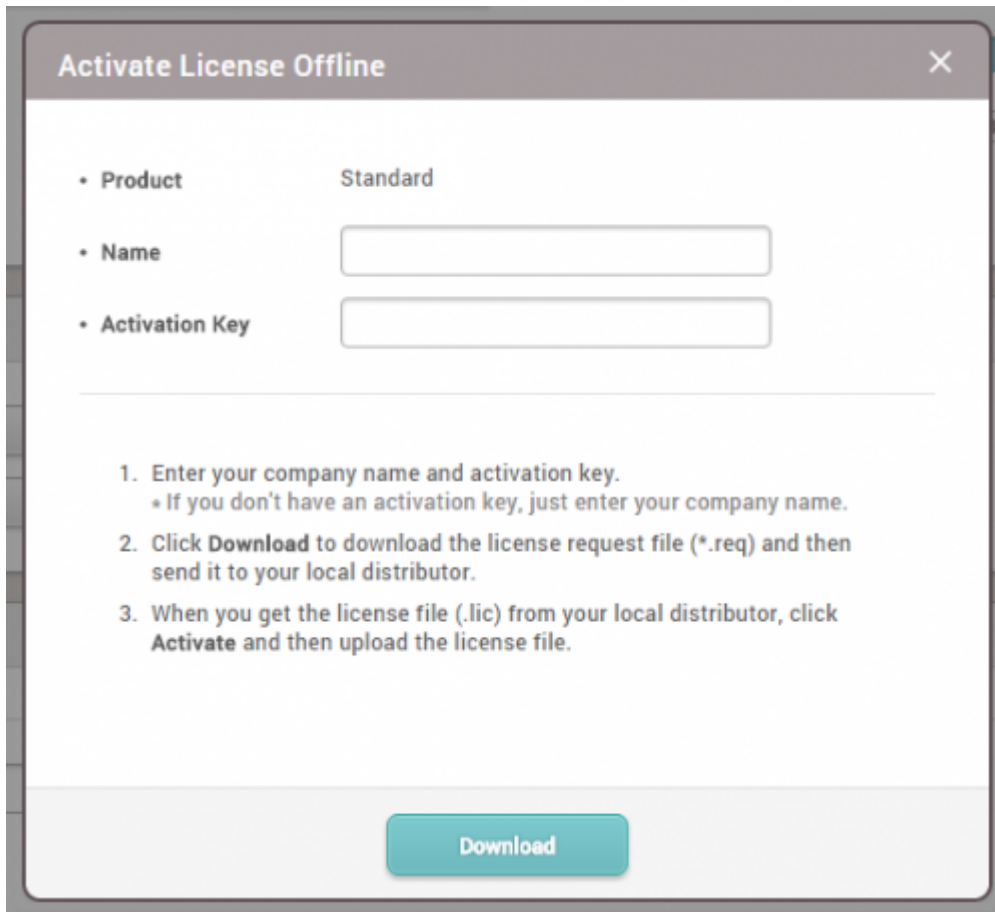 Activate License Offline
• Product Standard
• Name
• Activation Key
1. Enter your company name and activation key.
* If you don't have an activation key, just enter your company name.
2. Click Download to download the license request file (*.req) and then
send it to your local distributor.
3. When you get the license file (.lic) from your local distributor, click
Activate and then upload the license file.
Download